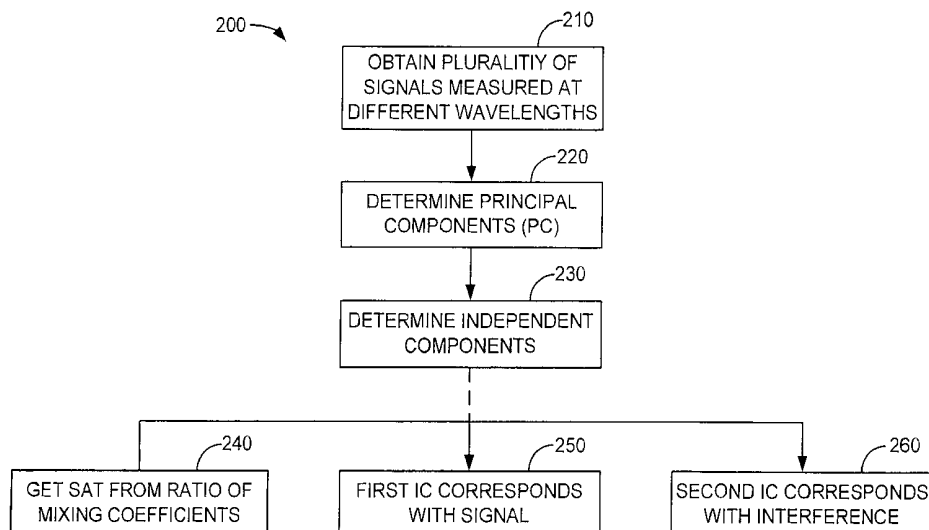 200
210
OBTAIN PLURALITIY OF
SIGNALS MEASURED AT
DIFFERENT WAVELENGTHS
220
DETERMINE PRINCIPAL
COMPONENTS (PC)
230
DETERMINE INDEPENDENT
COMPONENTS
240
GET SAT FROM RATIO OF
MIXING COEFFICIENTS
250
FIRST IC CORRESPONDS
WITH SIGNAL
260
SECOND IC CORRESPONDS
WITH INTERFERENCE